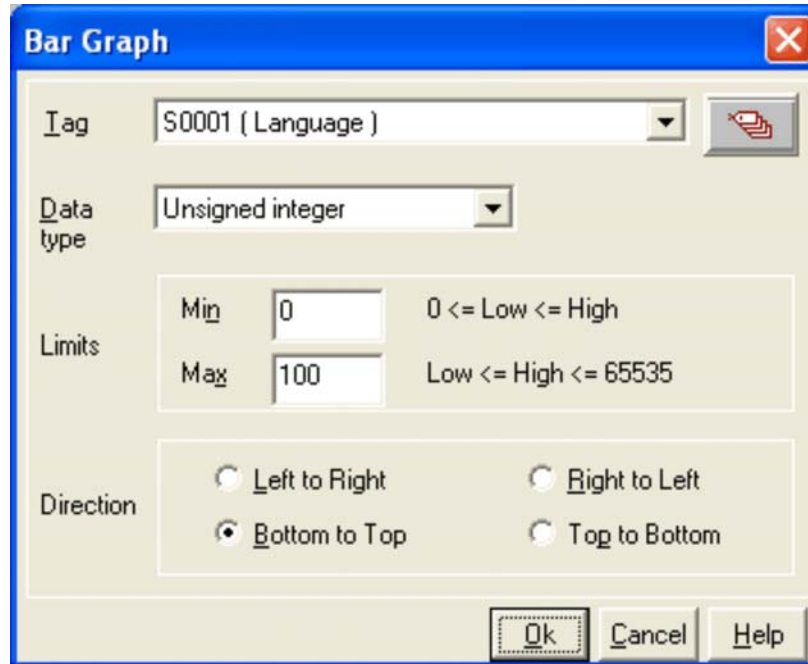 Bar Graph
Tag S0001 ( Language )
Data type Unsigned integer
Limits
Min 0 0 <= Low <= High
Max 100 Low <= High <= 65535
Direction
Left to Right Right to Left
Bottom to Top Top to Bottom
Ok Cancel Help